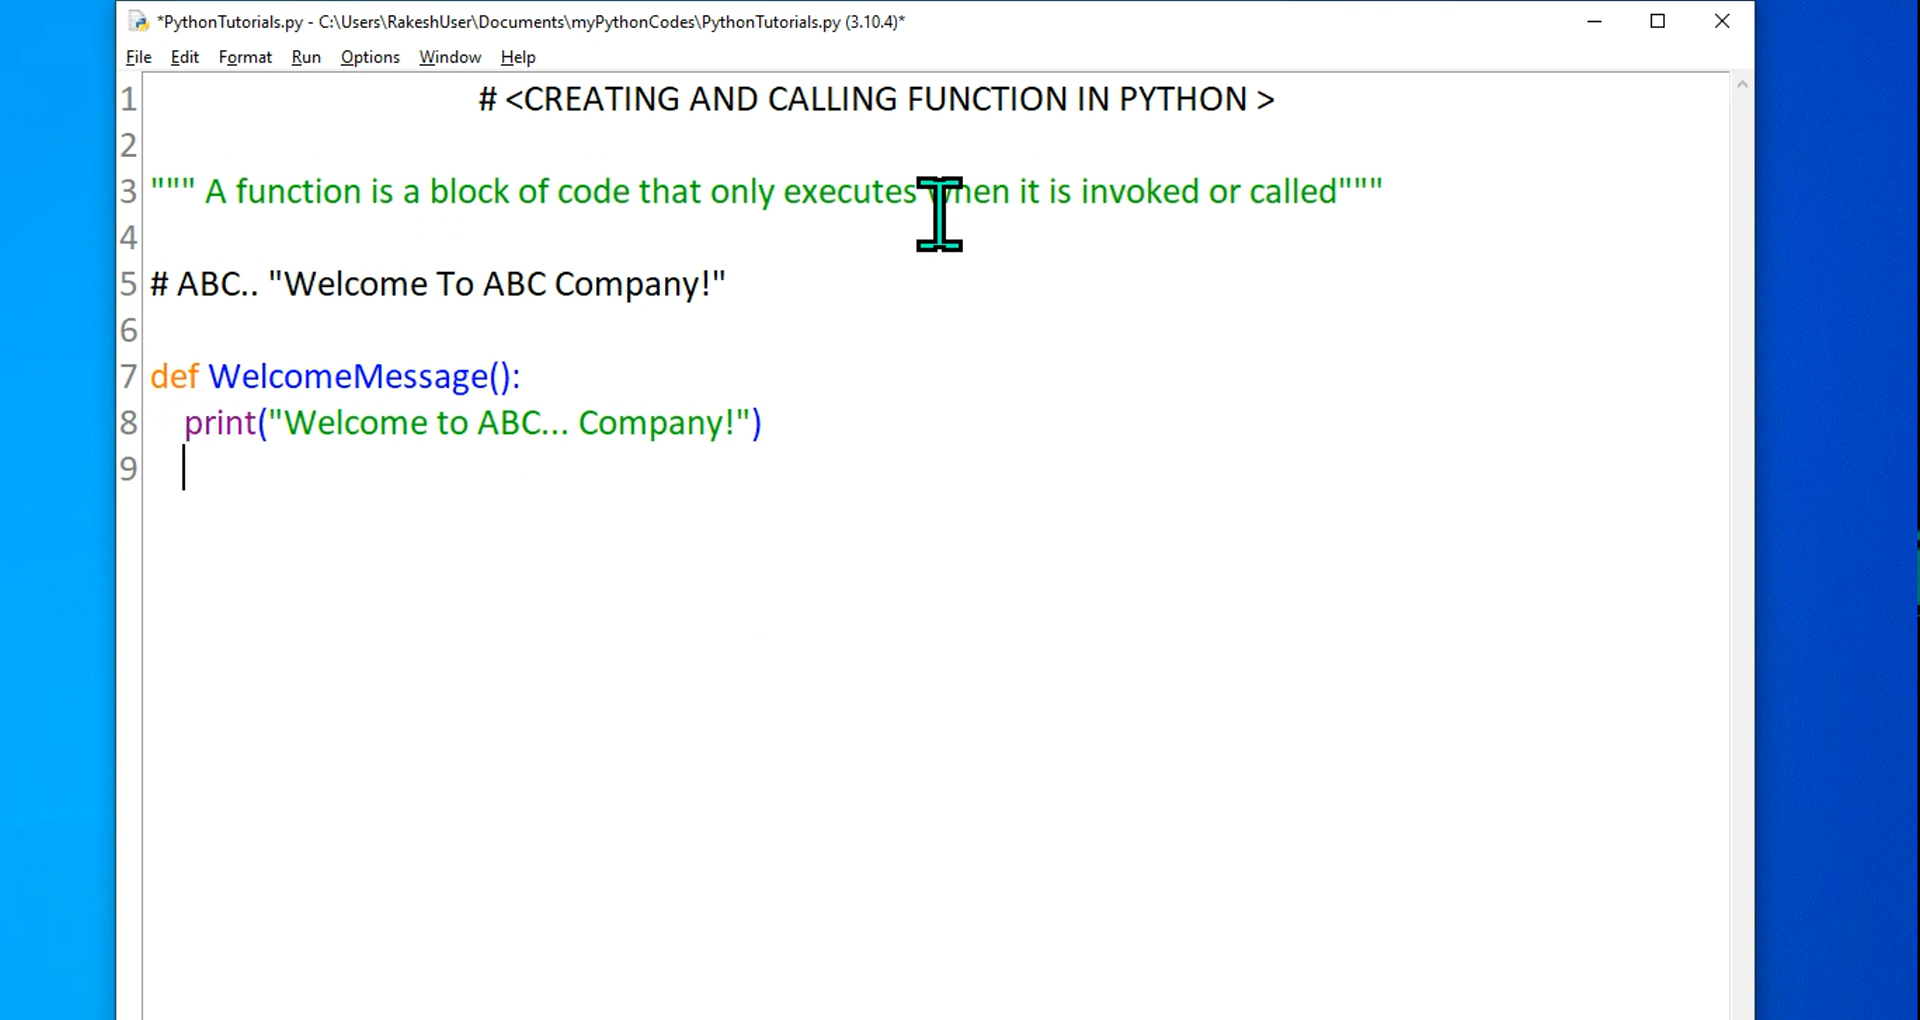 *PythonTutorials.py - C:\Users\RakeshUser\Documents\myPythonCodes\PythonTutorials.py (3.10.4)*
File Edit Format Run Options Window Help
1 # <CREATING AND CALLING FUNCTION IN PYTHON >
2
3 """ A function is a block of code that only executes when it is invoked or called"""
4
5 # ABC.. "Welcome To ABC Company!"
6
7 def WelcomeMessage():
8 print("Welcome to ABC... Company!")
9